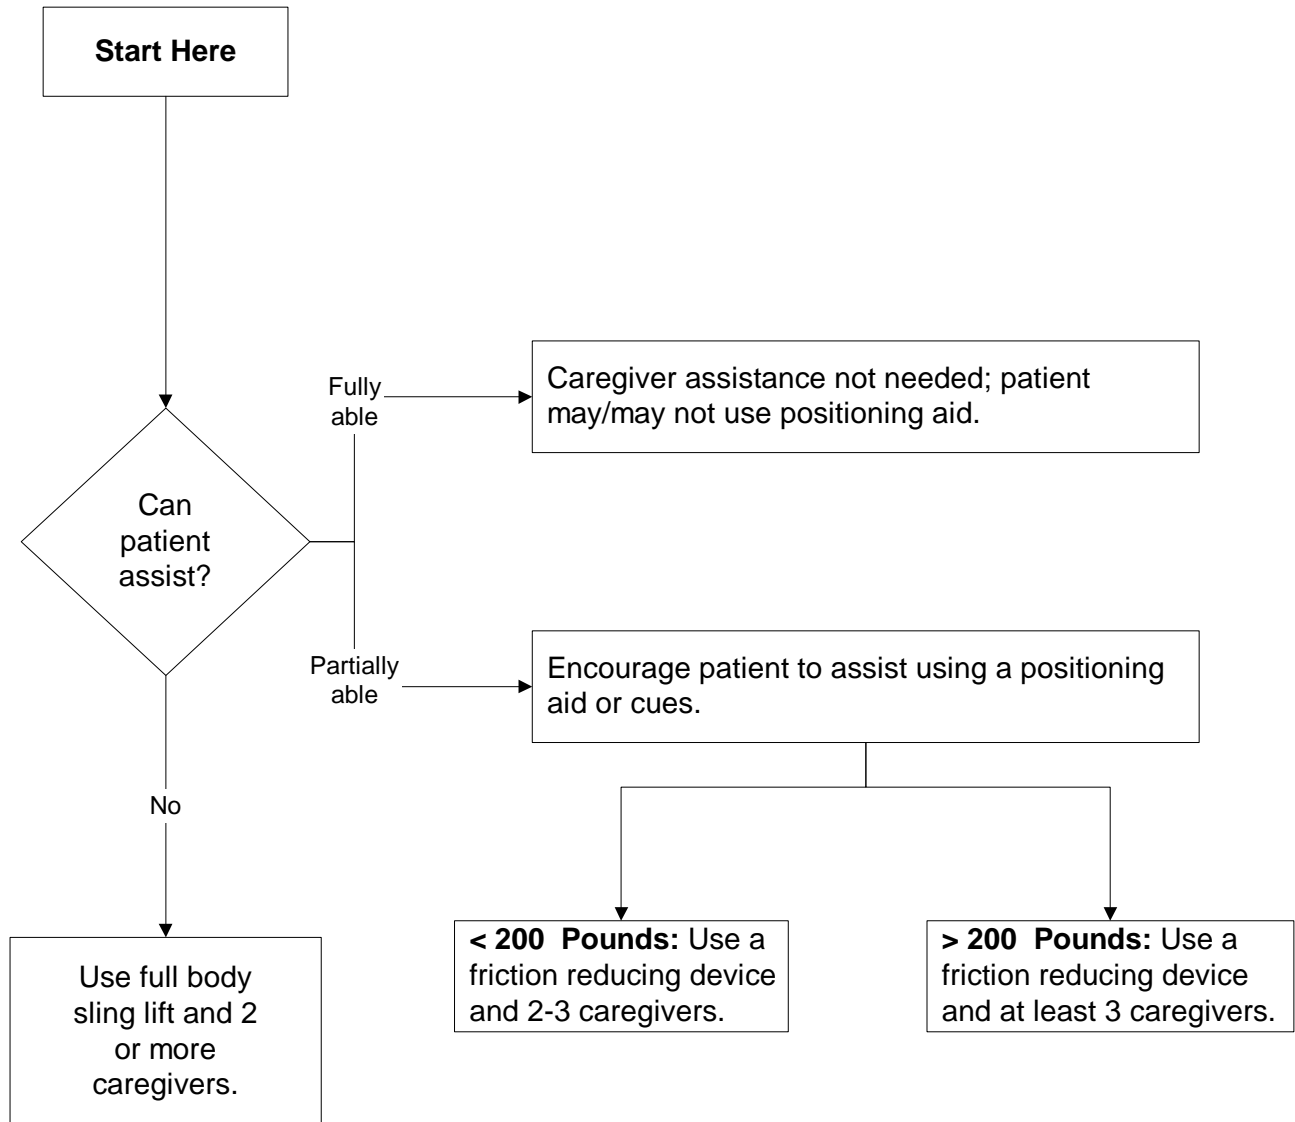 Start Here
Fully
able
Caregiver assistance not needed; patient
may/may not use positioning aid.
Can
patient
assist?
Partially
able
Encourage patient to assist using a positioning
aid or cues.
No
< 200  Pounds: Use a
friction reducing device
and 2-3 caregivers.
> 200  Pounds: Use a
friction reducing device
and at least 3 caregivers.
Use full body
sling lift and 2
or more
caregivers.